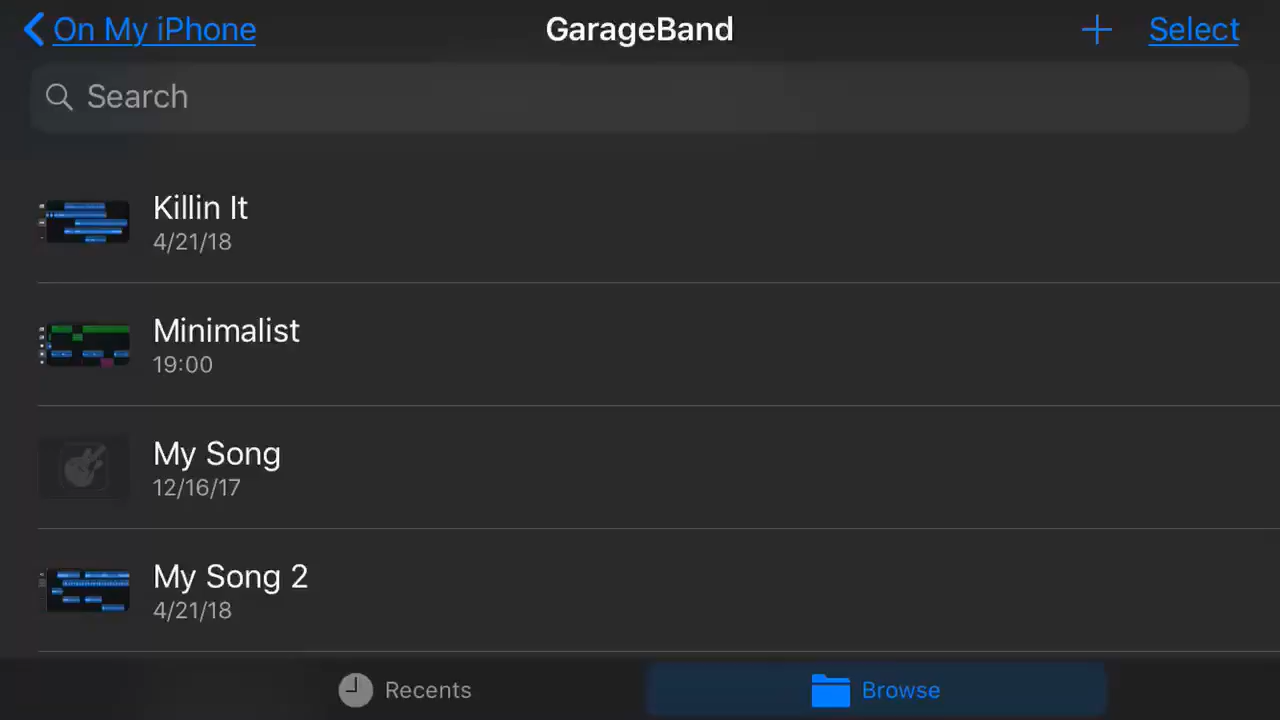 On My iPhone GarageBand + Select
Search
Killin It
4/21/18
Minimalist
19:00
My Song
12/16/17
My Song 2
4/21/18
Recents Browse